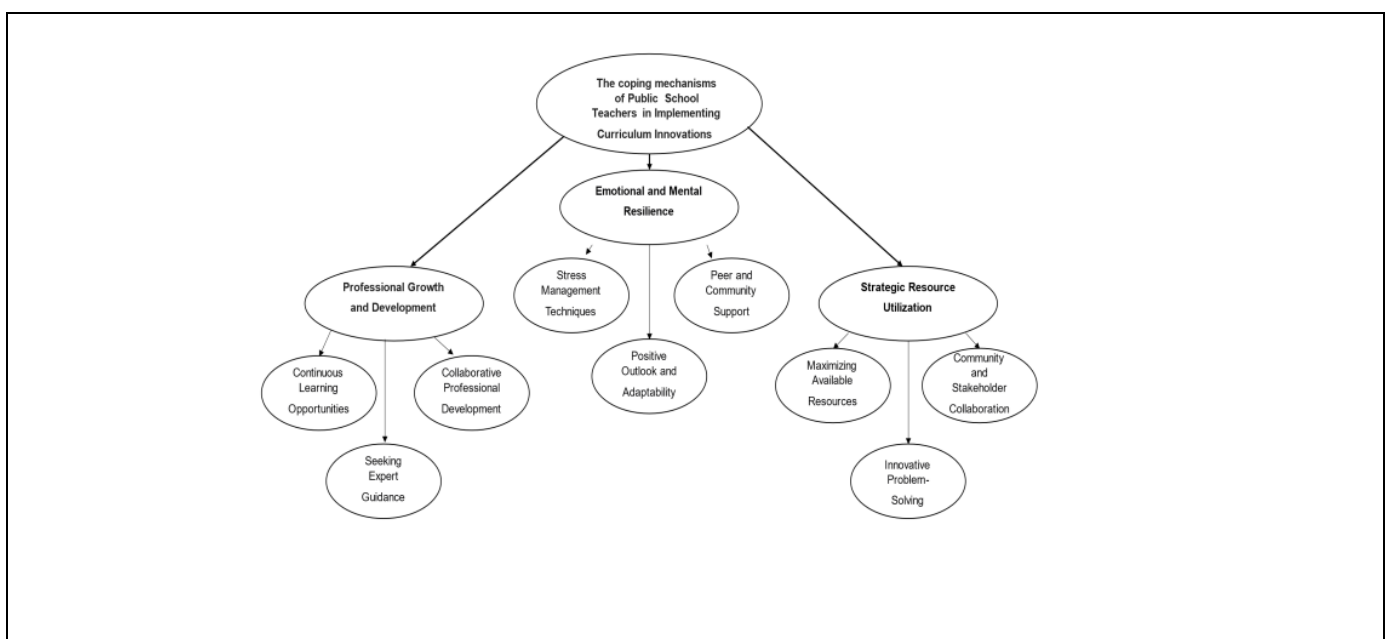 The coping mechanisms
of Public School
Teachers in Implementing
Curriculum Innovations
Emotional and Mental
Resilience
Stress
Management
Techniques
Peer and
Community
Support
Positive
Outlook and
Adaptability
Professional Growth
and Development
Continuous
Learning
Opportunities
Collaborative
Professional
Development
Seeking
Expert
Guidance
Strategic Resource
Utilization
Maximizing
Available
Resources
Community
and
Stakeholder
Collaboration
Innovative
Problem-
Solving